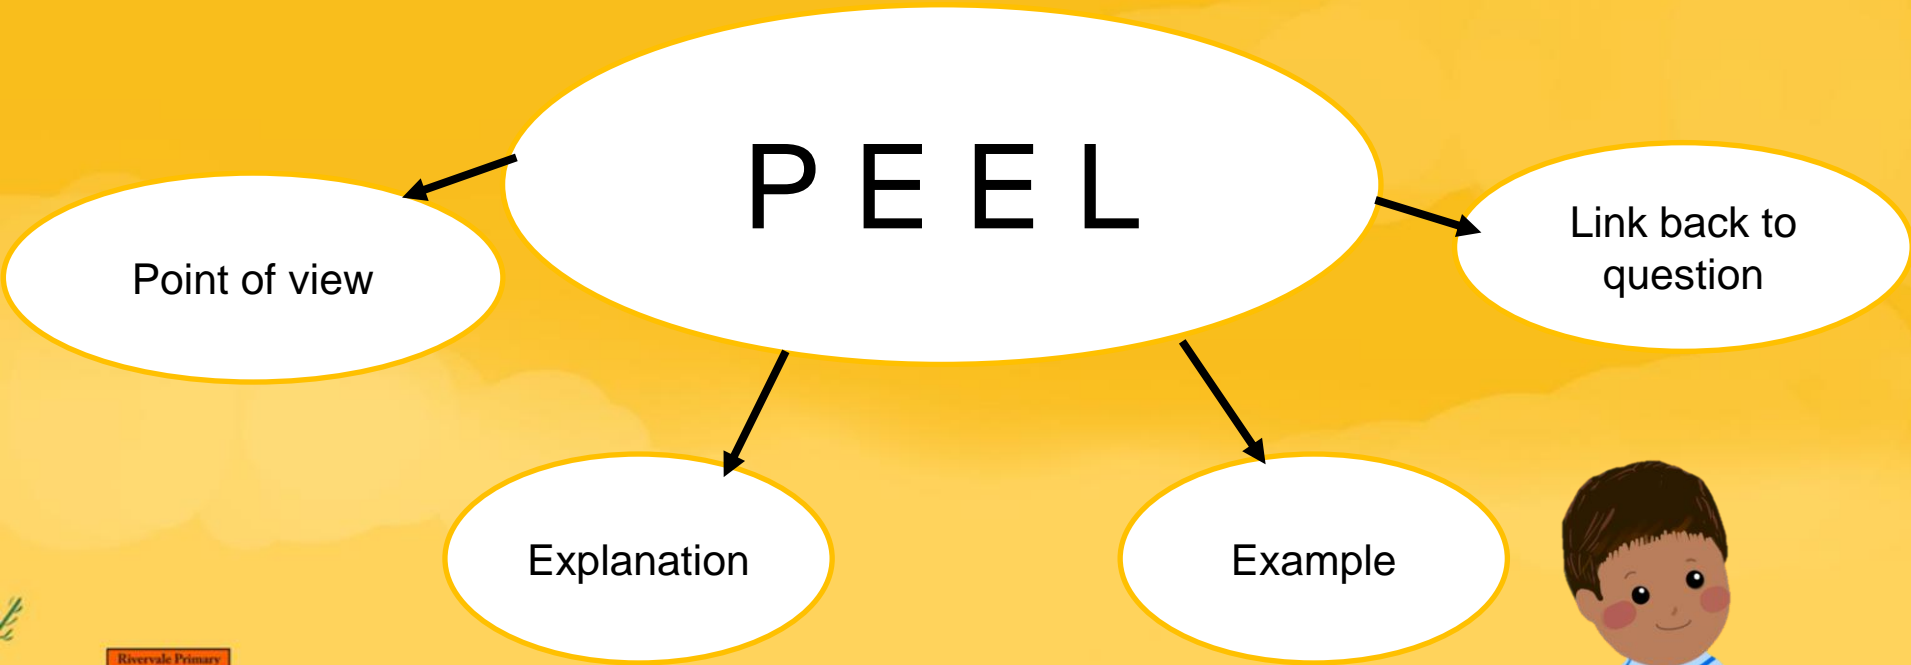 P E E L
Point of view
Link back to
question
Explanation
Example
Rivervale Primary